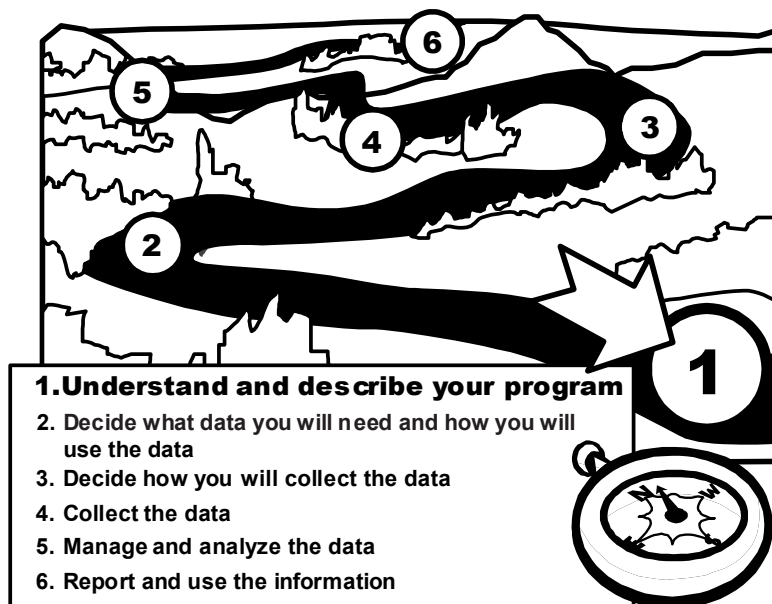 6
5
4
3
2
1
1.Understand and describe your program
2. Decide what data you will need and how you will
use the data
3. Decide how you will collect the data
4. Collect the data
5. Manage and analyze the data
6. Report and use the information
N W
E S